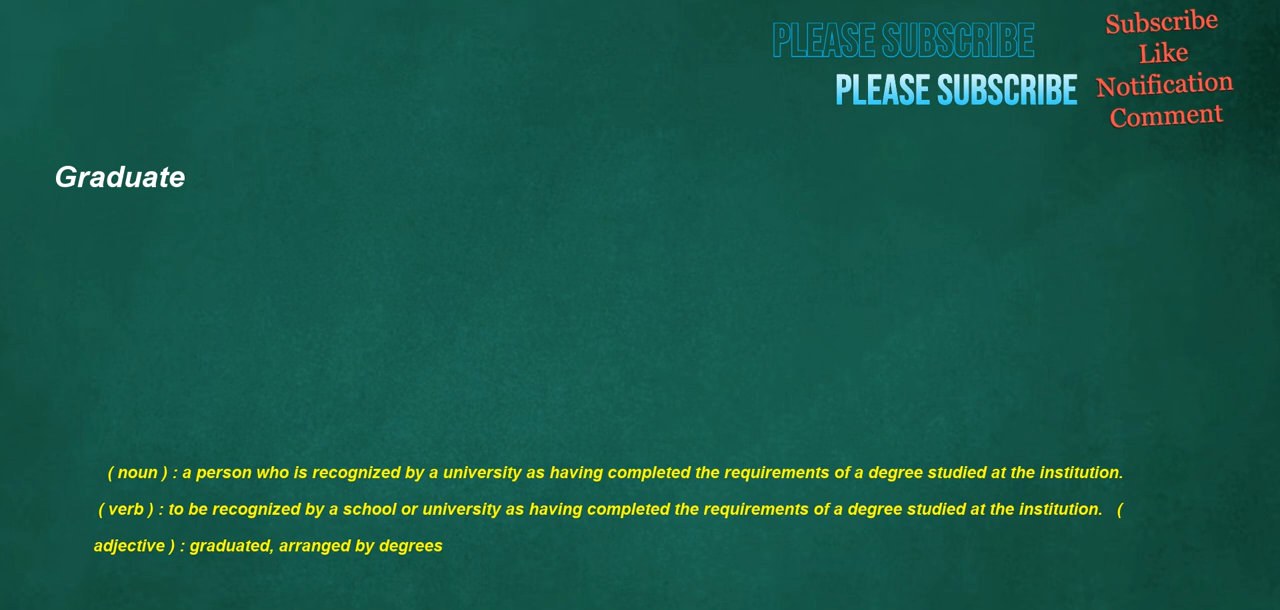 PLEASE SUBSCRIBE
PLEASE SUBSCRIBE
Subscribe
Like
Notification
Comment
Graduate
( noun ) : a person who is recognized by a university as having completed the requirements of a degree studied at the institution.
( verb ) : to be recognized by a school or university as having completed the requirements of a degree studied at the institution. (
adjective ) : graduated, arranged by degrees